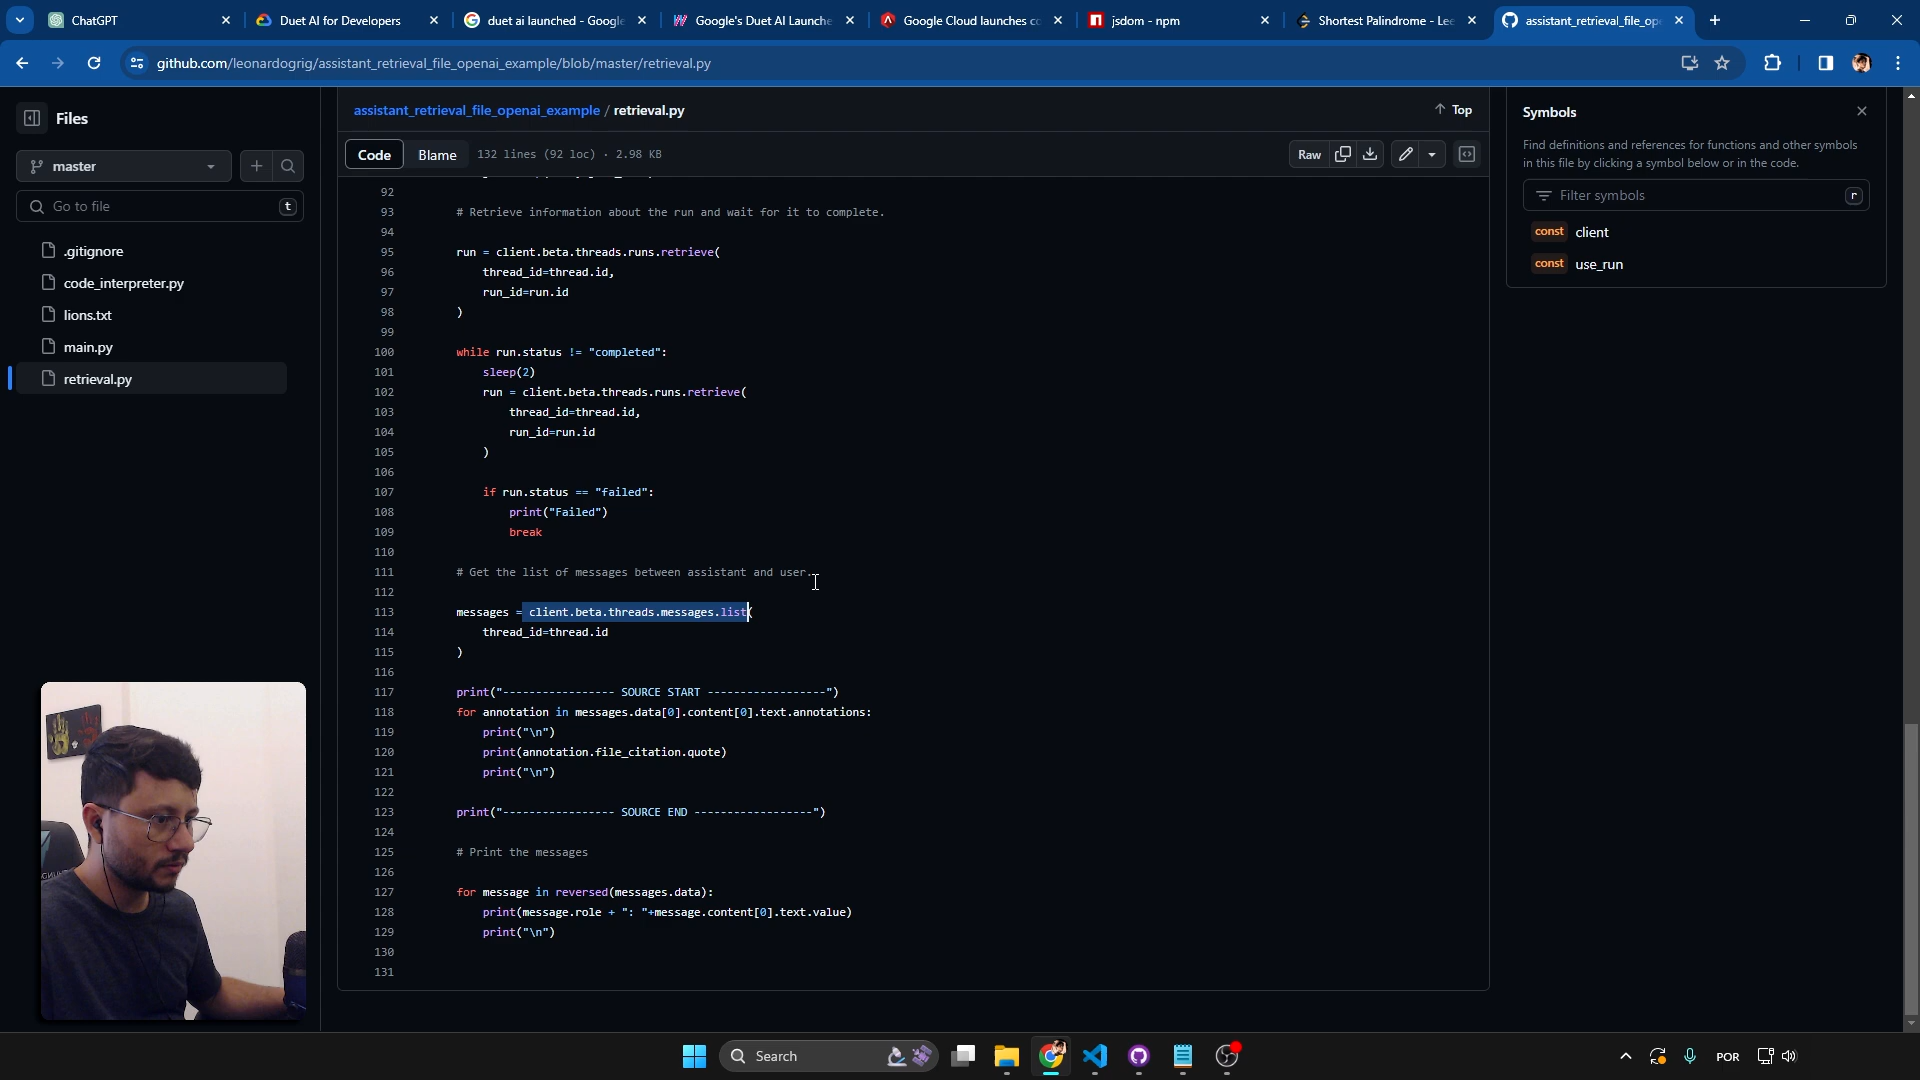 ChatGPT
Duet AI for Developers
duet ai launched - Google
Google's Duet AI Launche
Google Cloud launches co
jsdom - npm
Shortest Palindrome - Lee
assistant_retrieval_file_op
github.com/leonardogrig/assistant_retrieval_file_openai_example/blob/master/retrieval.py
Files
master
Go to file
t
.gitignore
code_interpreter.py
lions.txt
main.py
retrieval.py
assistant_retrieval_file_openai_example / retrieval.py
Top
Code
Blame
132 lines (92 loc) · 2.98 KB
Raw
92
93 # Retrieve information about the run and wait for it to complete.
94
95 run = client.beta.threads.runs.retrieve(
96 thread_id=thread.id,
97 run_id=run.id
98 )
99
100 while run.status != "completed":
101 sleep(2)
102 run = client.beta.threads.runs.retrieve(
103 thread_id=thread.id,
104 run_id=run.id
105 )
106
107 if run.status == "failed":
108 print("Failed")
109 break
110
111 # Get the list of messages between assistant and user.
112
113 messages = client.beta.threads.messages.list(
114 thread_id=thread.id
115 )
116
117 print("----------------- SOURCE START ------------------")
118 for annotation in messages.data[0].content[0].text.annotations:
119 print("\n")
120 print(annotation.file_citation.quote)
121 print("\n")
122
123 print("----------------- SOURCE END ------------------")
124
125 # Print the messages
126
127 for message in reversed(messages.data):
128 print(message.role + ": "+message.content[0].text.value)
129 print("\n")
130
131
Symbols
Find definitions and references for functions and other symbols
in this file by clicking a symbol below or in the code.
Filter symbols
r
const client
const use_run
Search
POR